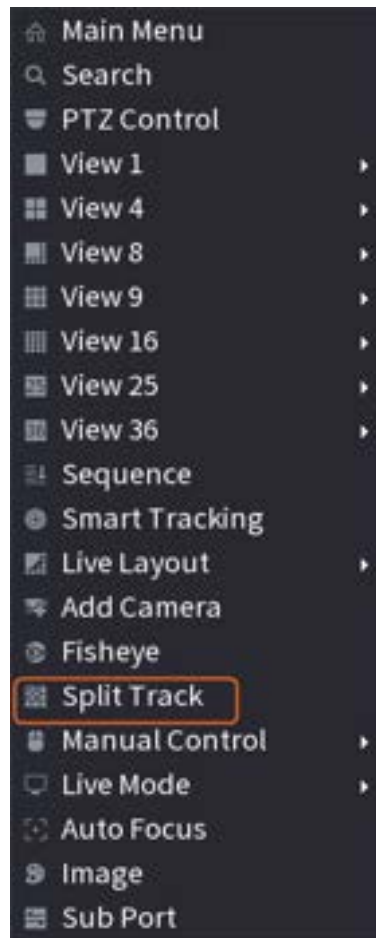 Main Menu
Search
PTZ Control
View 1
View 4
View 8
View 9
View 16
View 25
View 36
Sequence
Smart Tracking
Live Layout
Add Camera
Fisheye
Split Track
Manual Control
Live Mode
Auto Focus
Image
Sub Port